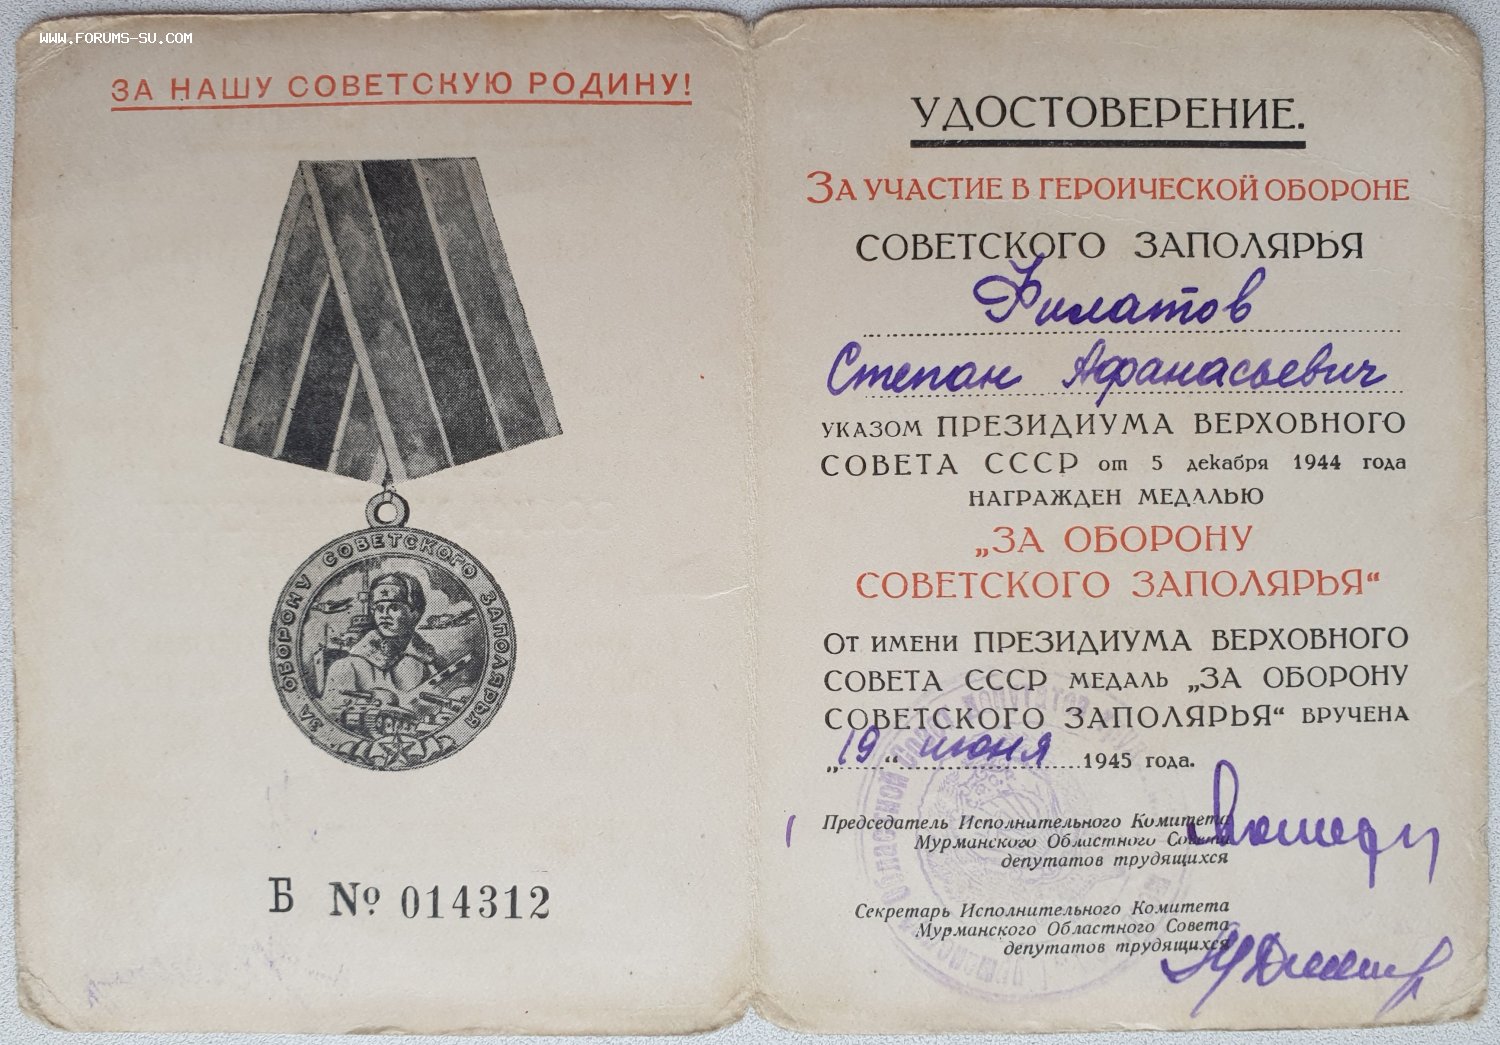 WWW.FORUMS-SU.COM
ЗА НАШУ СОВЕТСКУЮ РОДИНУ!
ЗА ОБОРОНУ СОВЕТСКОГО ЗАПОЛЯРЬЯ
Б № 014312
УДОСТОВЕРЕНИЕ.
ЗА УЧАСТИЕ В ГЕРОИЧЕСКОЙ ОБОРОНЕ
СОВЕТСКОГО ЗАПОЛЯРЬЯ
Филатов
Степан Афанасьевич
УКАЗОМ ПРЕЗИДИУМА ВЕРХОВНОГО
СОВЕТА СССР от 5 декабря 1944 года
НАГРАЖДЕН МЕДАЛЬЮ
„ЗА ОБОРОНУ
СОВЕТСКОГО ЗАПОЛЯРЬЯ“
ОТ ИМЕНИ ПРЕЗИДИУМА ВЕРХОВНОГО
СОВЕТА СССР МЕДАЛЬ „ЗА ОБОРОНУ
СОВЕТСКОГО ЗАПОЛЯРЬЯ“ ВРУЧЕНА
„19“ июня 1945 года.
Председатель Исполнительного Комитета
Мурманского Областного Совета
депутатов трудящихся
Секретарь Исполнительного Комитета
Мурманского Областного Совета
депутатов трудящихся